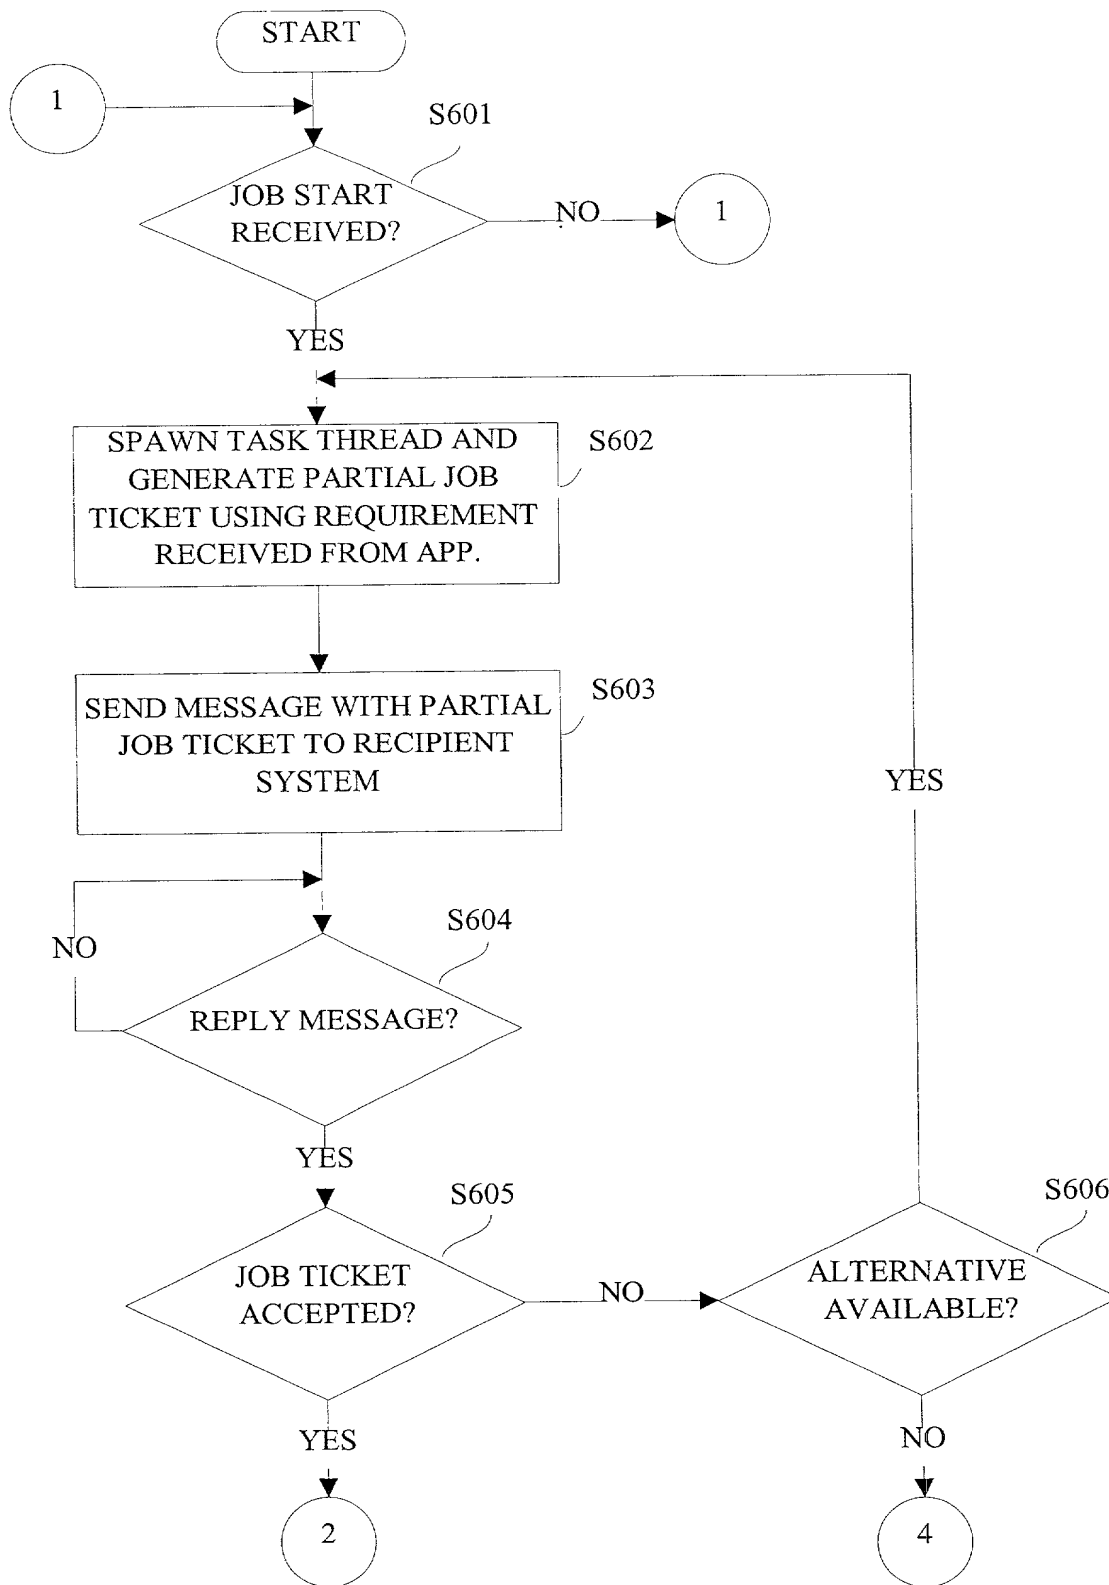 START
1
S601
JOB START
RECEIVED?
NO
1
YES
SPAWN TASK THREAD AND
GENERATE PARTIAL JOB
TICKET USING REQUIREMENT
RECEIVED FROM APP.
S602
SEND MESSAGE WITH PARTIAL
JOB TICKET TO RECIPIENT
SYSTEM
S603
YES
NO
S604
REPLY MESSAGE?
YES
S605
JOB TICKET
ACCEPTED?
NO
S606
ALTERNATIVE
AVAILABLE?
YES
NO
2
4